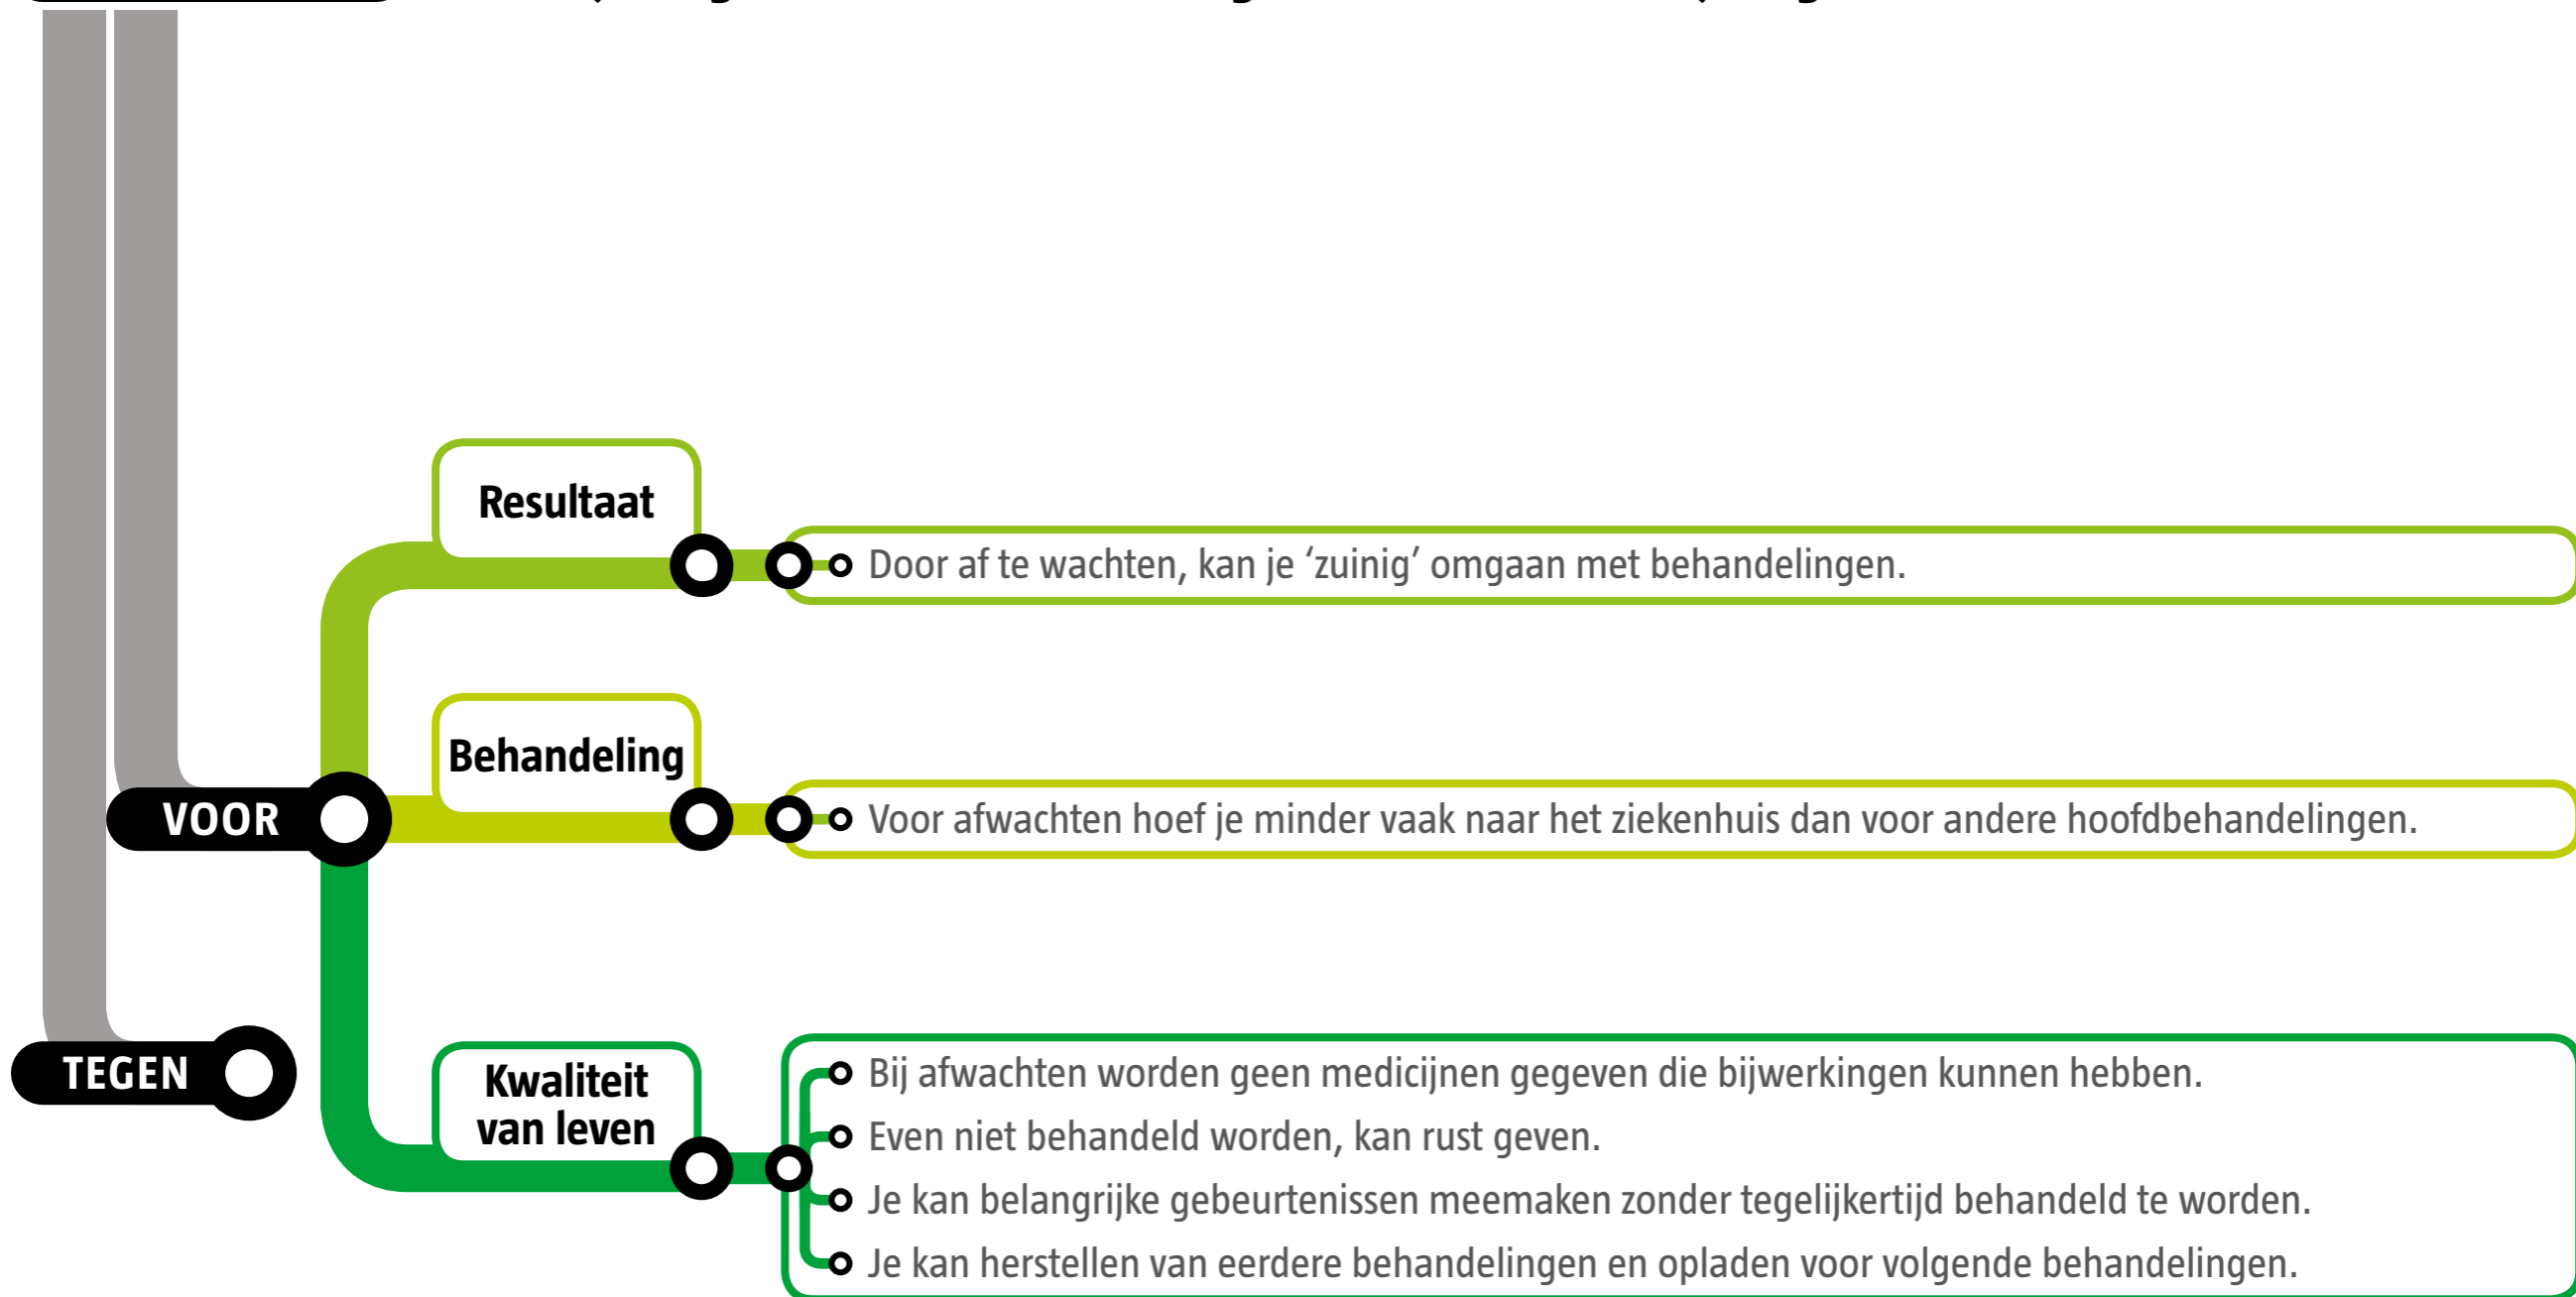 Resultaat
Door af te wachten, kan je ‘zuinig’ omgaan met behandelingen.
Behandeling
VOOR
Voor afwachten hoef je minder vaak naar het ziekenhuis dan voor andere hoofdbehandelingen.
TEGEN
Kwaliteit
van leven
Bij afwachten worden geen medicijnen gegeven die bijwerkingen kunnen hebben.
Even niet behandeld worden, kan rust geven.
Je kan belangrijke gebeurtenissen meemaken zonder tegelijkertijd behandeld te worden.
Je kan herstellen van eerdere behandelingen en opladen voor volgende behandelingen.